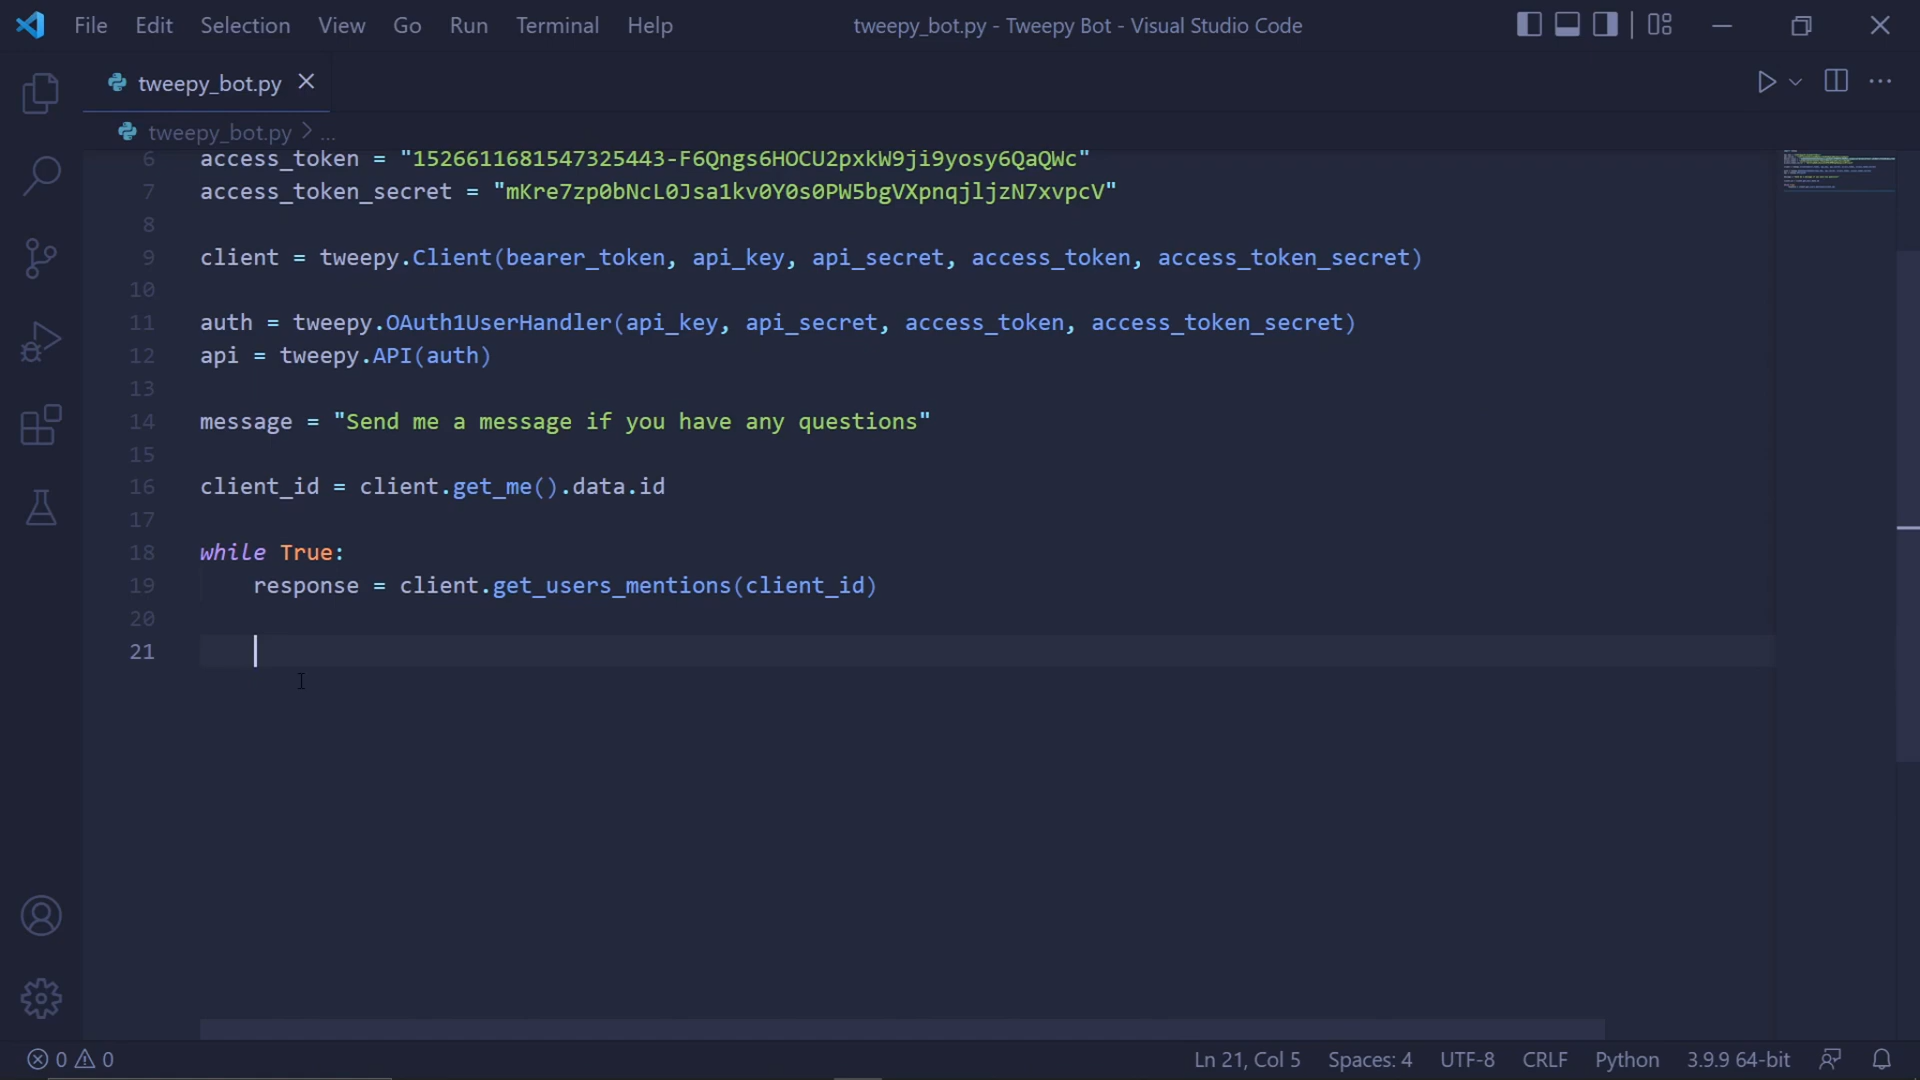 File Edit Selection View Go Run Terminal Help tweepy_bot.py - Tweepy Bot - Visual Studio Code
tweepy_bot.py
tweepy_bot.py > ...
6 access_token = "1526611681547325443-F6Qngs6HOCU2pxkW9ji9yosy6QaQWc"
7 access_token_secret = "mKre7zp0bNcL0Jsa1kv0Y0s0PW5bgVXpnqjljzN7xvpcV"
8
9 client = tweepy.Client(bearer_token, api_key, api_secret, access_token, access_token_secret)
10
11 auth = tweepy.OAuth1UserHandler(api_key, api_secret, access_token, access_token_secret)
12 api = tweepy.API(auth)
13
14 message = "Send me a message if you have any questions"
15
16 client_id = client.get_me().data.id
17
18 while True:
19     response = client.get_users_mentions(client_id)
20
21
0 0 Ln 21, Col 5 Spaces: 4 UTF-8 CRLF Python 3.9.9 64-bit